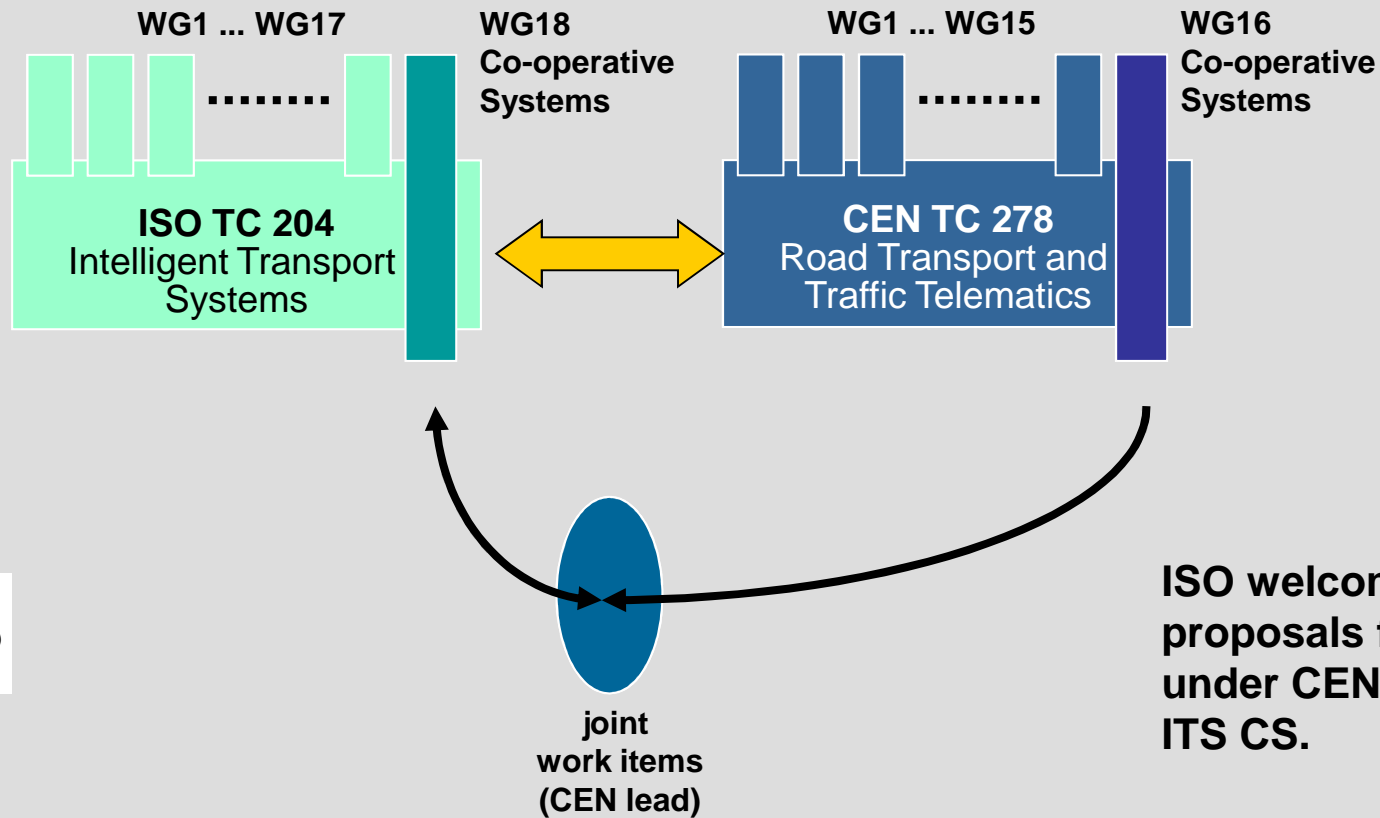 WG1 ... WG17
WG18
Co-operative
Systems
WG1 ... WG15
WG16
Co-operative
Systems
ISO TC 204
Intelligent Transport
Systems
CEN TC 278
Road Transport and
Traffic Telematics
joint
work items
(CEN lead)
ISO
proposals
under CEN
ITS CS.